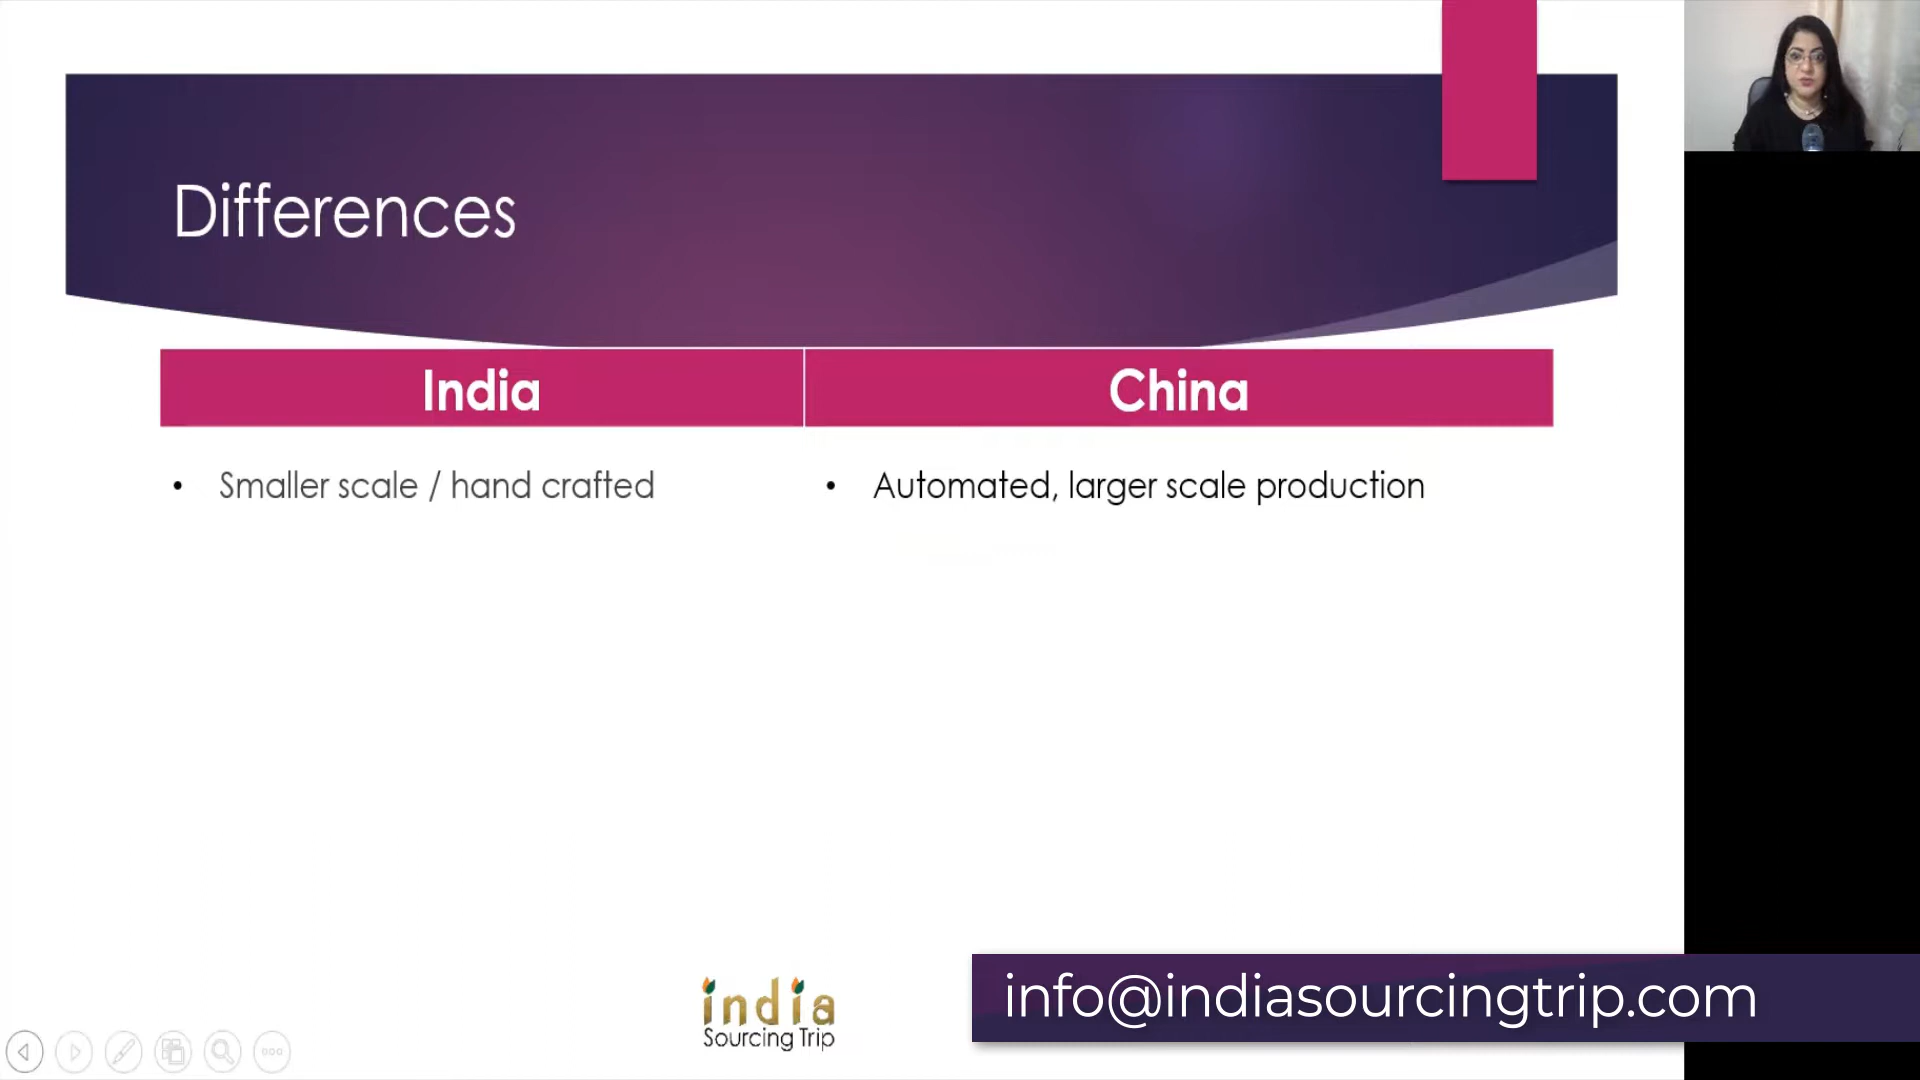 Differences
India
China
• Smaller scale / hand crafted
• Automated, larger scale production
india
Sourcing Trip
info@indiasourcingtrip.com